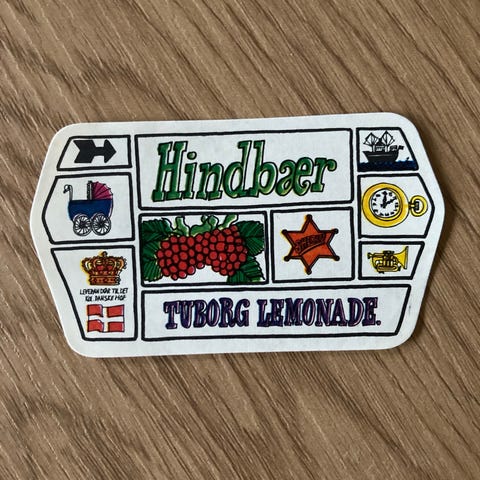 Hindbær
LEVERANDØR TIL DET
KGL. DANSKE HOF
TUBORG LEMONADE.